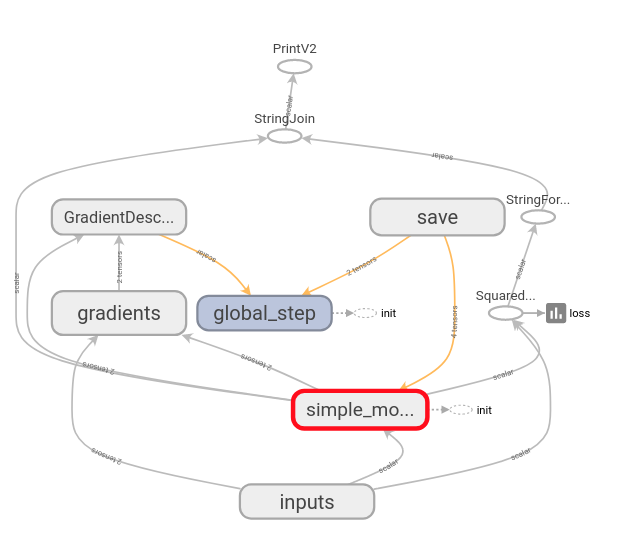 PrintV2
scalar
StringJoin
scalar
StringFor...
GradientDesc...
save
scalar
2 tensors
scalar
2 tensors
scalar
Squared...
gradients
global_step
init
loss
4 tensors
2 tensors
2 tensors
scalar
simple_mo...
init
2 tensors
scalar
scalar
inputs